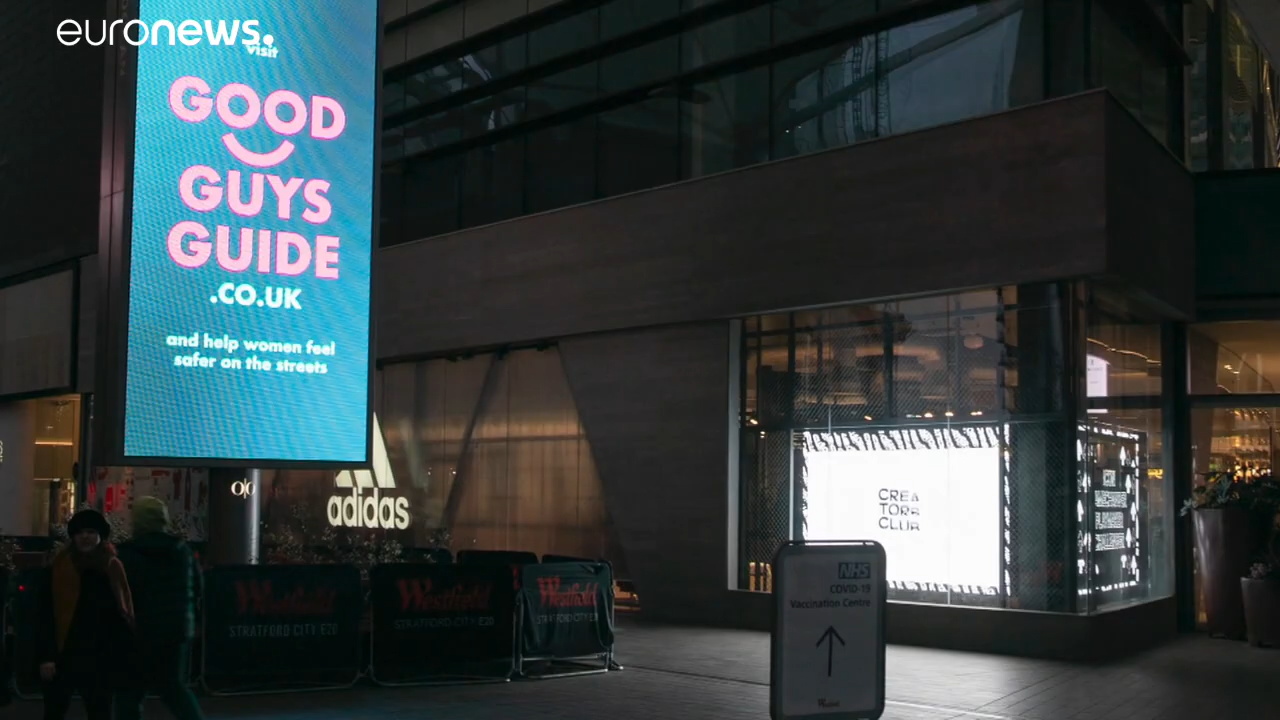 euronews.
visit
GOOD
GUYS
GUIDE
.CO.UK
and help women feel
safer on the streets
adidas
CREA
TORS
CLUB
NHS
COVID-19
Vaccination Centre
Westfield
STRATFORD CITY E20
Westfield
STRATFORD CITY E20
Westfield
STRATFORD CITY E20